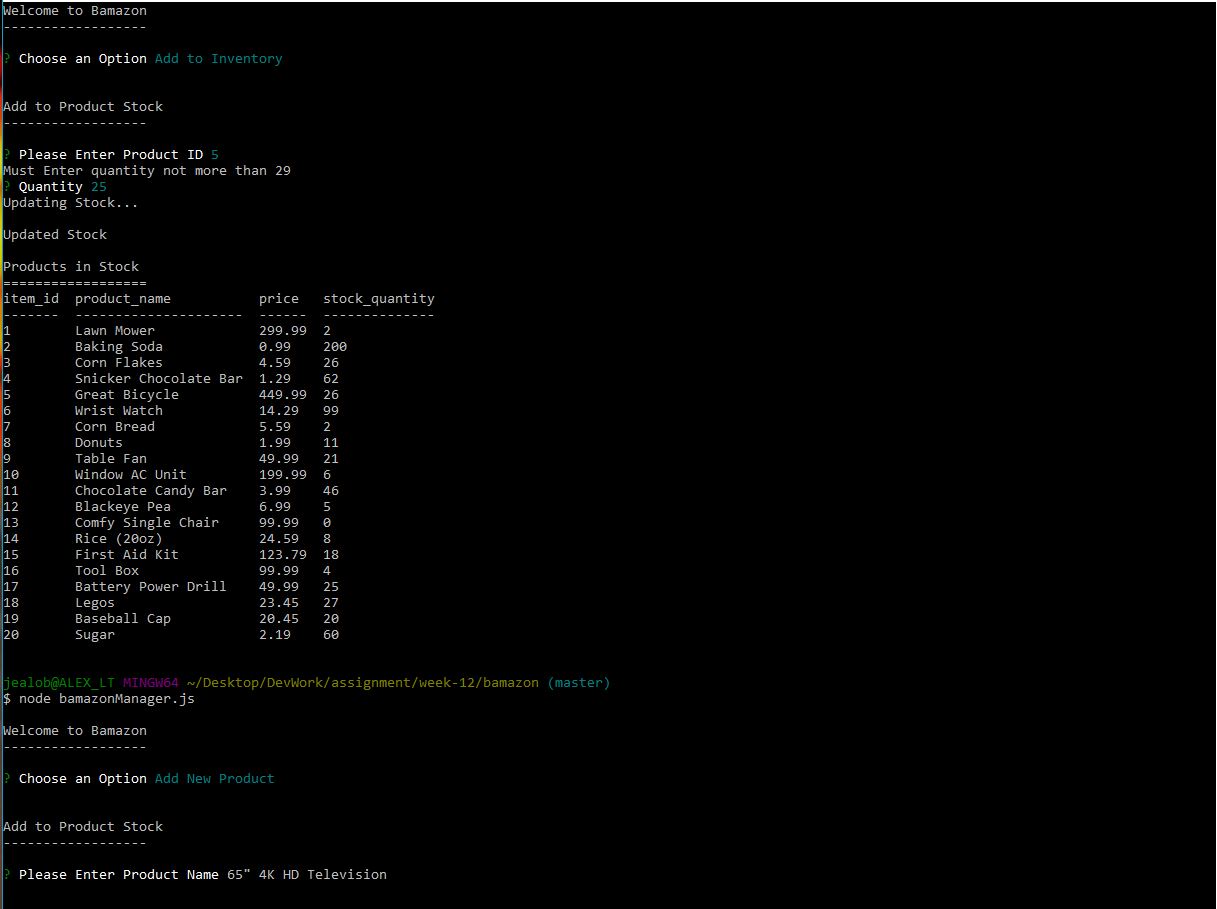 Welcome to Bamazon
------------------
? Choose an Option Add to Inventory
Add to Product Stock
------------------
? Please Enter Product ID 5
Must Enter quantity not more than 29
? Quantity 25
Updating Stock...
Updated Stock
Products in Stock
==================
item_id  product_name           price   stock_quantity
-------  ---------------------  ------  --------------
1        Lawn Mower             299.99  2
2        Baking Soda            0.99    200
3        Corn Flakes            4.59    26
4        Snicker Chocolate Bar  1.29    62
5        Great Bicycle          449.99  26
6        Wrist Watch            14.29   99
7        Corn Bread             5.59    2
8        Donuts                 1.99    11
9        Table Fan              49.99   21
10       Window AC Unit         199.99  6
11       Chocolate Candy Bar    3.99    46
12       Blackeye Pea           6.99    5
13       Comfy Single Chair     99.99   0
14       Rice (20oz)            24.59   8
15       First Aid Kit          123.79  18
16       Tool Box               99.99   4
17       Battery Power Drill    49.99   25
18       Legos                  23.45   27
19       Baseball Cap           20.45   20
20       Sugar                  2.19    60
jealob@ALEX_LT MINGW64 ~/Desktop/DevWork/assignment/week-12/bamazon (master)
$ node bamazonManager.js
Welcome to Bamazon
------------------
? Choose an Option Add New Product
Add to Product Stock
------------------
? Please Enter Product Name 65" 4K HD Television